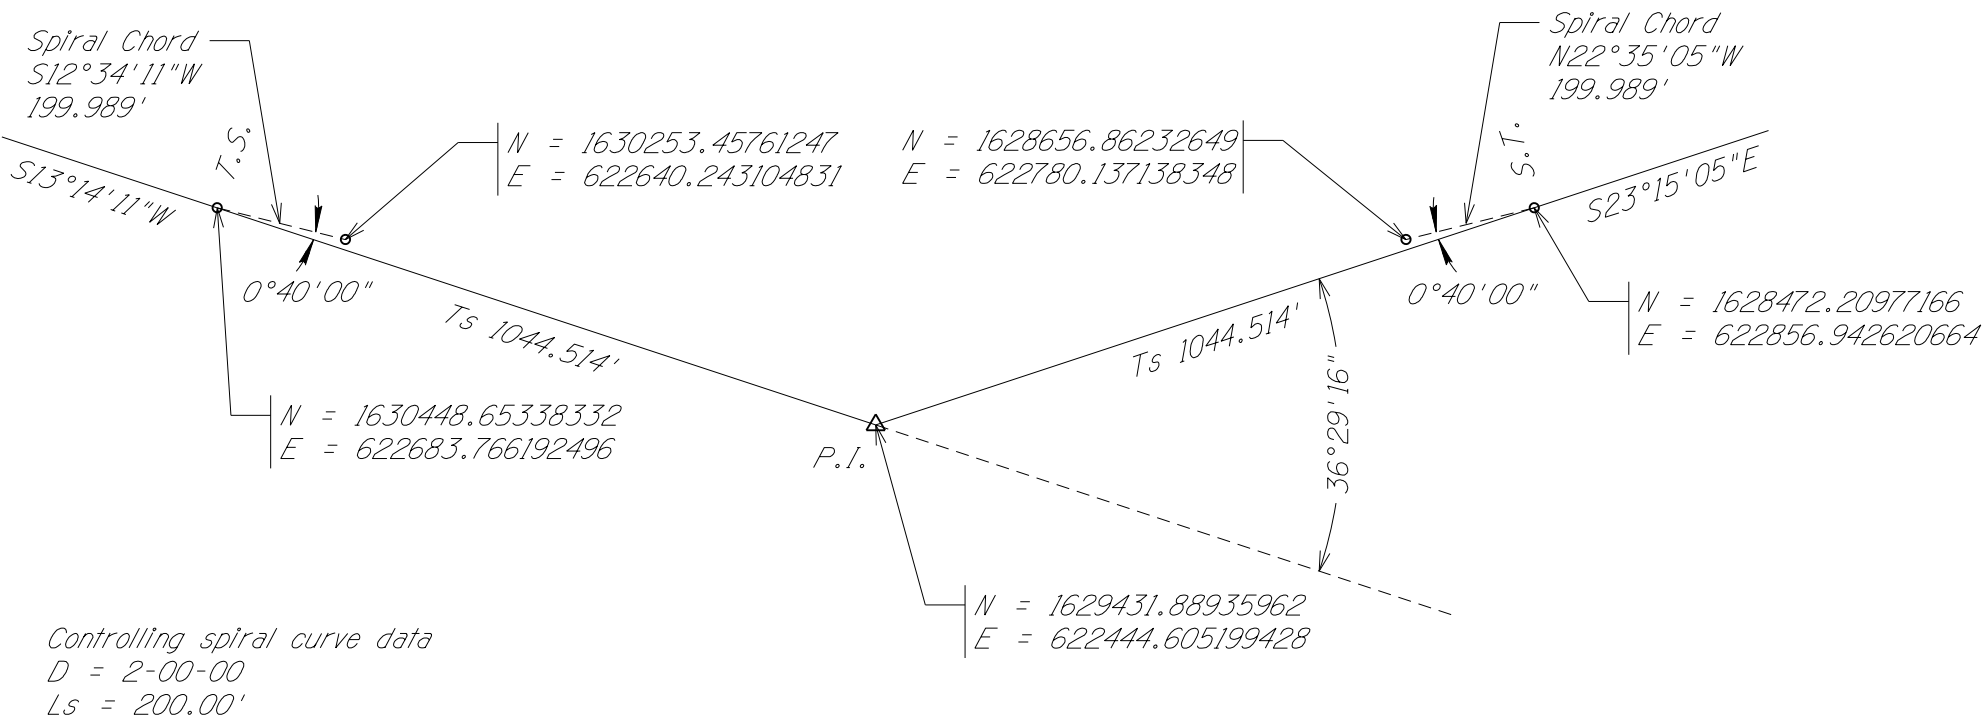 Spiral Chord
S12°34'11"W
199.989'
Spiral Chord
N22°35'05"W
199.989'
T.S.
S.T.
N = 1630253.45761247
E = 622640.243104831
N = 1628656.86232649
E = 622780.137138348
S13°14'11"W
S23°15'05"E
0°40'00"
0°40'00"
Ts 1044.514'
Ts 1044.514'
N = 1628472.20977166
E = 622856.942620664
36°29'16"
N = 1630448.65338332
E = 622683.766192496
P.I.
N = 1629431.88935962
E = 622444.605199428
Controlling spiral curve data
D = 2-00-00
Ls = 200.00'